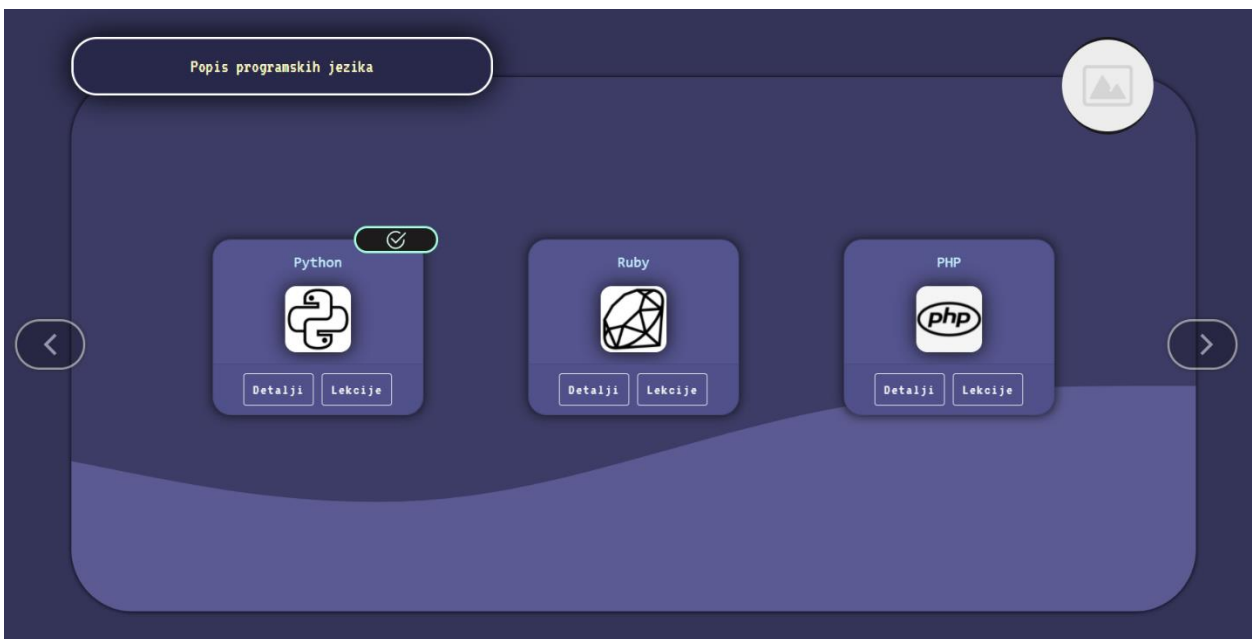 Popis programskih jezika
Python
Ruby
PHP
php
Detalji
Lekcije
Detalji
Lekcije
Detalji
Lekcije